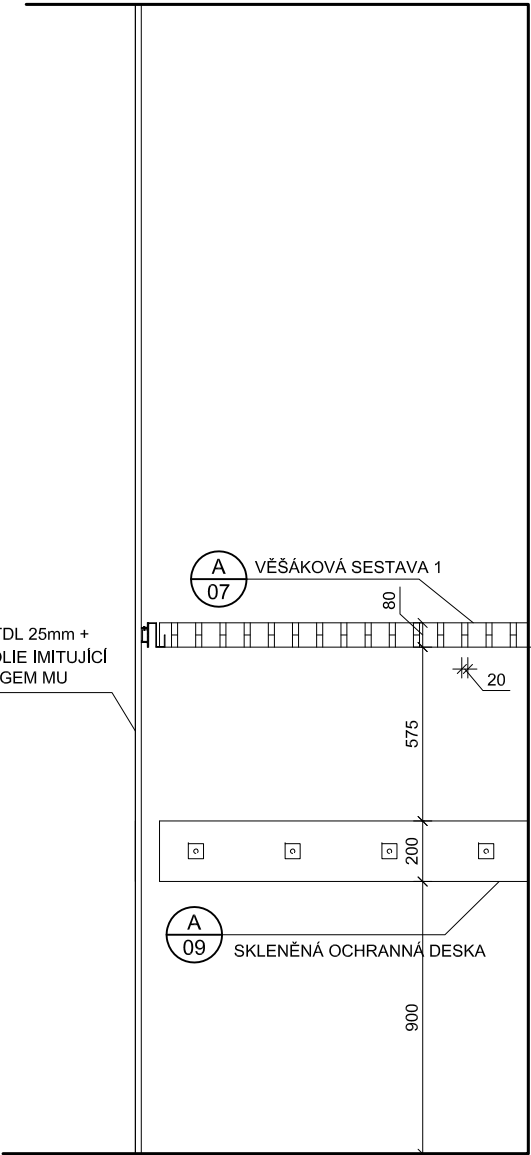 A
07
VĚŠÁKOVÁ SESTAVA 1
80
TDL 25mm +
OLIE IMITUJÍCÍ
GEM MU
20
575
200
A
09
SKLENĚNÁ OCHRANNÁ DESKA
900